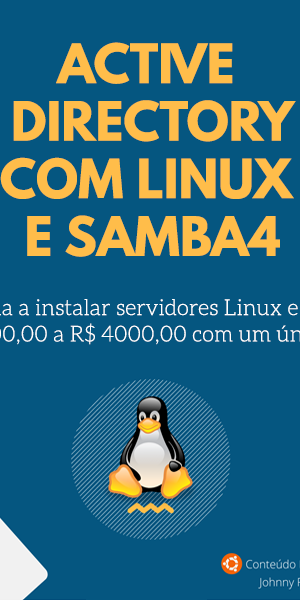 ACTIVE
DIRECTORY
COM LINUX
E SAMBA4
a a instalar servidores Linux e
00,00 a R$ 4000,00 com um ún
Conteúdo
Johnny